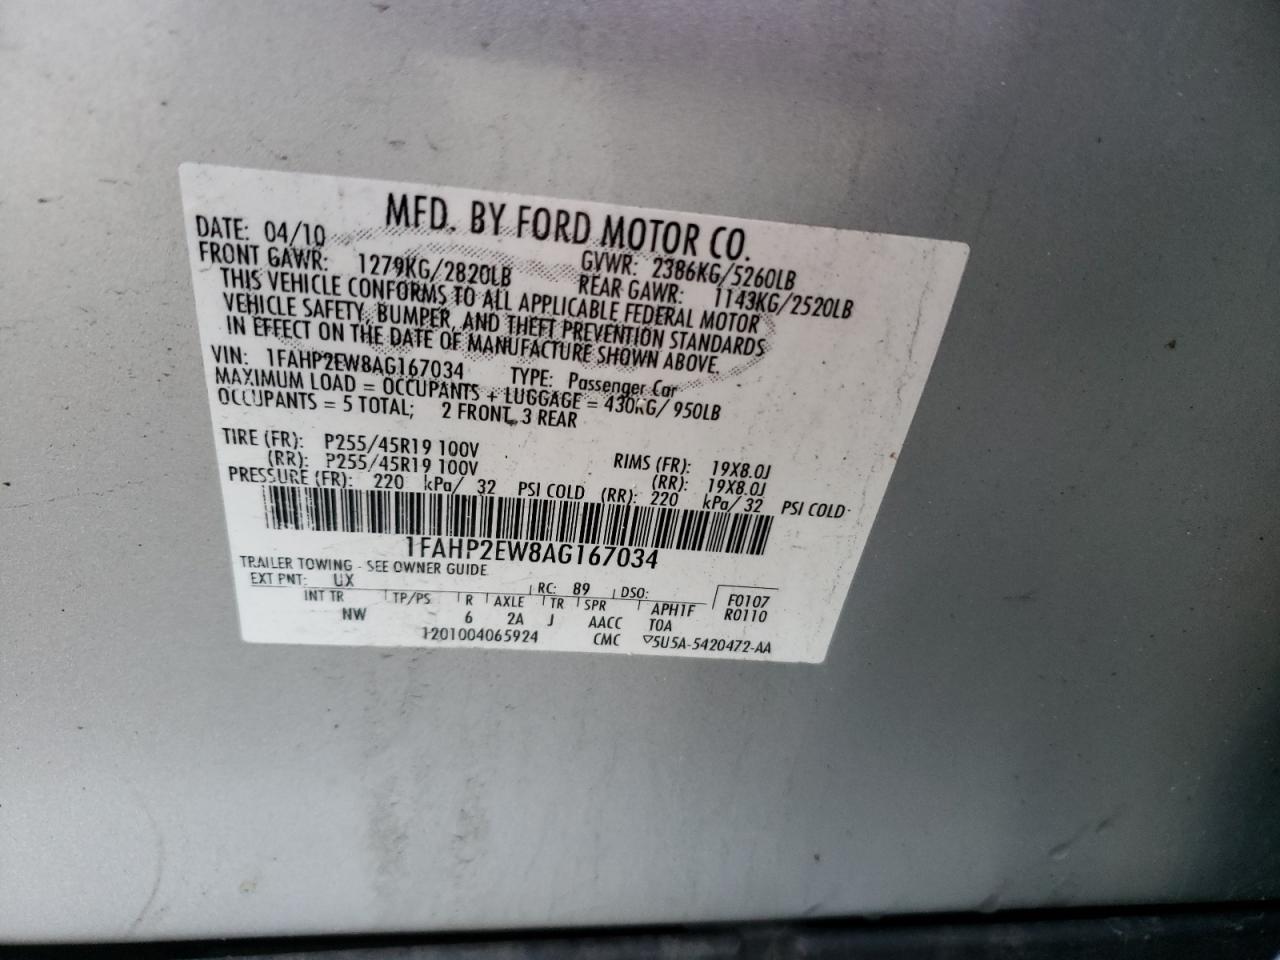 MFD. BY FORD MOTOR CO.
DATE: 04/10 GVWR: 2386KG/5260LB
FRONT GAWR: 1279KG/2820LB REAR GAWR: 1143KG/2520LB
THIS VEHICLE CONFORMS TO ALL APPLICABLE FEDERAL MOTOR
VEHICLE SAFETY, BUMPER, AND THEFT PREVENTION STANDARDS
IN EFFECT ON THE DATE OF MANUFACTURE SHOWN ABOVE.
VIN: 1FAHP2EW8AG167034 TYPE: Passenger Car
MAXIMUM LOAD = OCCUPANTS + LUGGAGE = 430KG/ 950LB
OCCUPANTS = 5 TOTAL; 2 FRONT, 3 REAR
TIRE (FR): P255/45R19 100V RIMS (FR): 19X8.0J
(RR): P255/45R19 100V (RR): 19X8.0J
PRESSURE (FR): 220 kPa/ 32 PSI COLD (RR): 220 kPa/ 32 PSI COLD
1FAHP2EW8AG167034
TRAILER TOWING - SEE OWNER GUIDE
EXT PNT: UX RC: 89 DSO: F0107
INT TR TP/PS R AXLE TR SPR APH1F R0110
NW 6 2A J AACC TOA
1201004065924 CMC ▽5U5A-5420472-AA